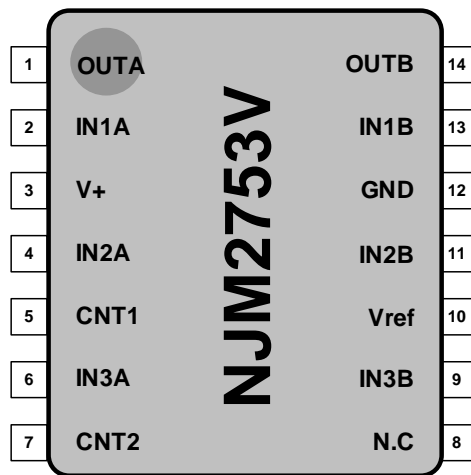 1 OUTA OUTB 14
2 IN1A IN1B 13
3 V+ GND 12
4 IN2A IN2B 11
5 CNT1 Vref 10
6 IN3A IN3B 9
7 CNT2 N.C 8
NJM2753V